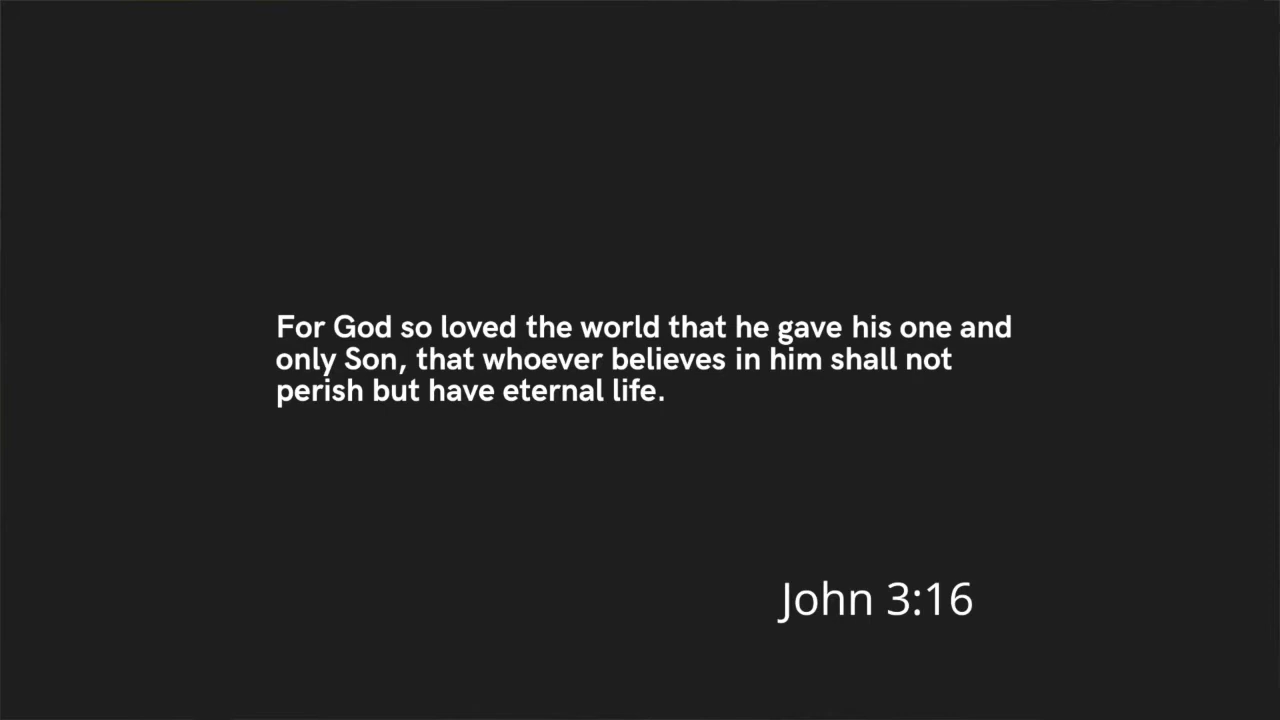 For God so loved the world that he gave his one and
only Son, that whoever believes in him shall not
perish but have eternal life.
John 3:16